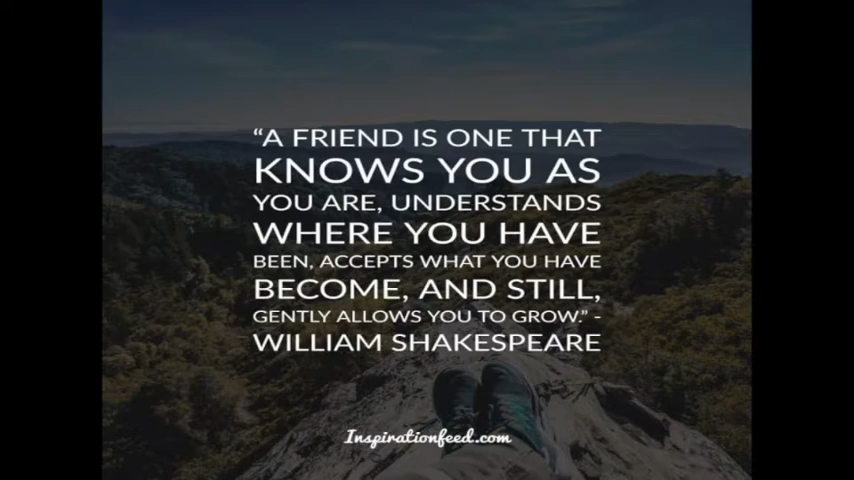 “A FRIEND IS ONE THAT
KNOWS YOU AS
YOU ARE, UNDERSTANDS
WHERE YOU HAVE
BEEN, ACCEPTS WHAT YOU HAVE
BECOME, AND STILL,
GENTLY ALLOWS YOU TO GROW.” -
WILLIAM SHAKESPEARE
Inspirationfeed.com